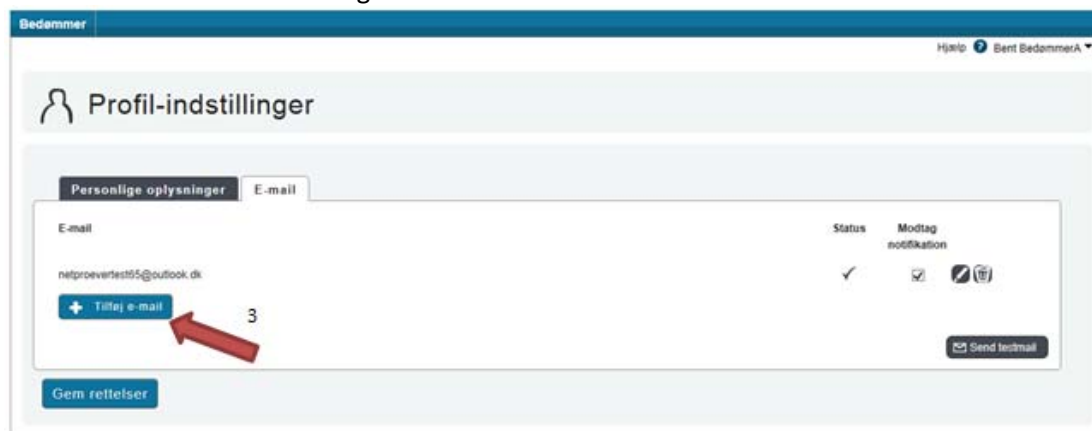 Bedømmer
Hjælp ? Bent BedømmerA
Profil-indstillinger
Personlige oplysninger E-mail
E-mail Status Modtag
notifikation
netproevertest65@outlook.dk
Tilføj e-mail
3
Send testmail
Gem rettelser